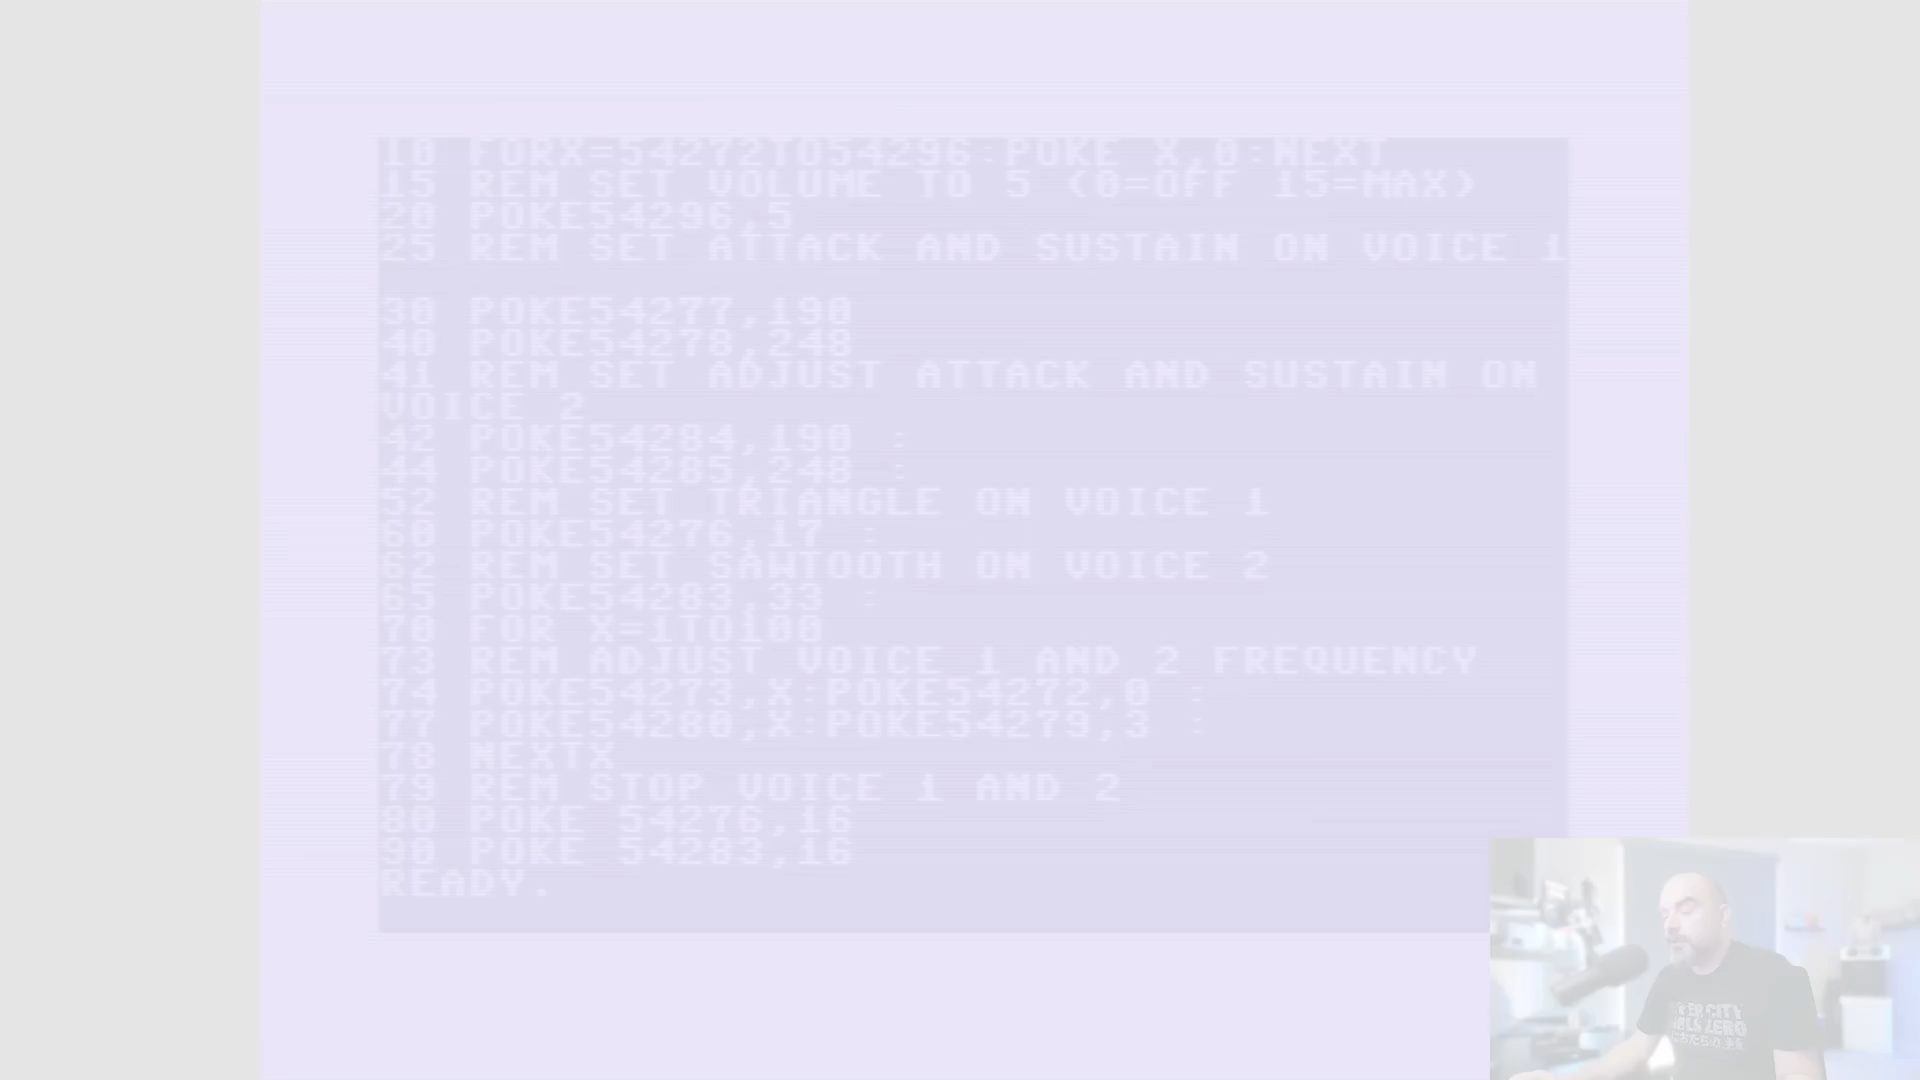 10 FORX=54272TO54296:POKE X,0:NEXT
15 REM SET VOLUME TO 5 (0=OFF 15=MAX)
20 POKE54296,5
25 REM SET ATTACK AND SUSTAIN ON VOICE 1
30 POKE54277,190
40 POKE54278,248
41 REM SET ADJUST ATTACK AND SUSTAIN ON
VOICE 2
42 POKE54284,190 :
44 POKE54285,248 :
52 REM SET TRIANGLE ON VOICE 1
60 POKE54276,17 :
62 REM SET SAWTOOTH ON VOICE 2
65 POKE54283,33 :
70 FOR X=1TO100
73 REM ADJUST VOICE 1 AND 2 FREQUENCY
74 POKE54273,X:POKE54272,0 :
77 POKE54280,X:POKE54279,3 :
78 NEXTX
79 REM STOP VOICE 1 AND 2
80 POKE 54276,16
90 POKE 54283,16
READY.
CITY
ZERO